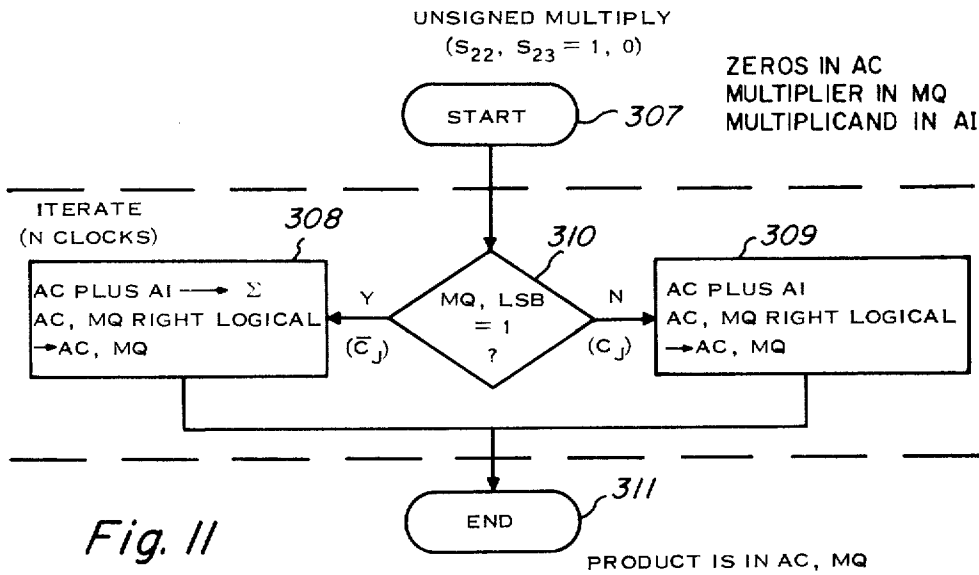 UNSIGNED MULTIPLY
(S22, S23 = 1, 0)
ZEROS IN AC
MULTIPLIER IN MQ
MULTIPLICAND IN AI
START
307
ITERATE
(N CLOCKS)
308
310
309
AC PLUS AI → Σ
AC, MQ RIGHT LOGICAL
→AC, MQ
Y
(C̅J)
MQ, LSB
= 1
?
N
(CJ)
AC PLUS AI
AC, MQ RIGHT LOGICAL
→AC, MQ
311
END
Fig. 11
PRODUCT IS IN AC, MQ